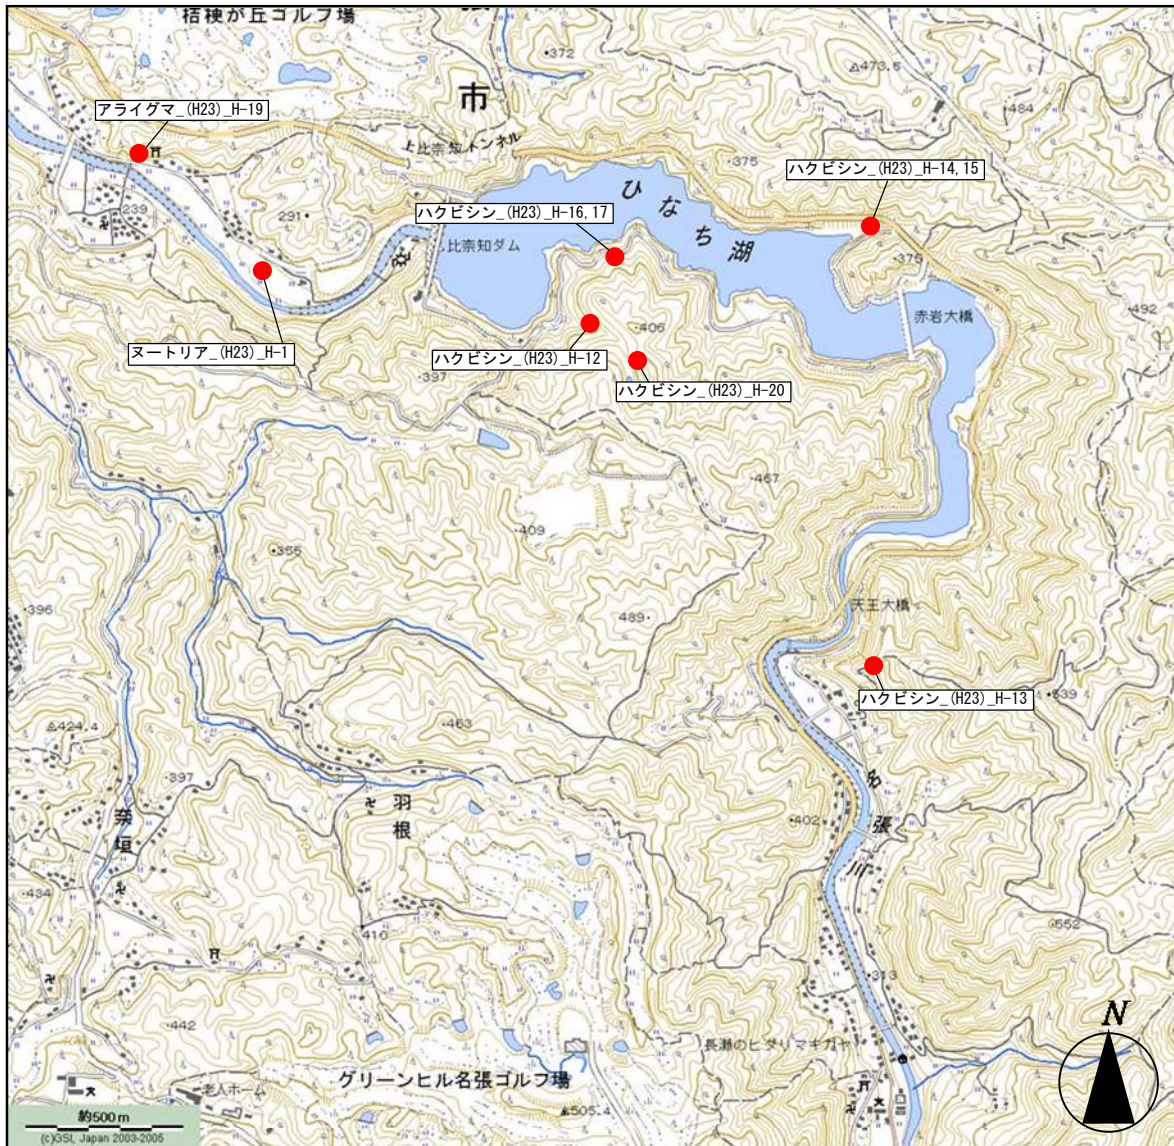 桔梗が丘ゴルフ場
・372
473.5
市
484
アライグマ_(H23)_H-19
上比奈知トンネル
・375
ハクビシン_(H23)_H-14,15
ひなち湖
ハクビシン_(H23)_H-16,17
239
291・
比奈知ダム
・375
492
赤岩大橋
・406
ヌートリア_(H23)_H-1
ハクビシン_(H23)_H-12
・397
ハクビシン_(H23)_H-20
・467
・409
・355
・396
天王大橋
489・
ハクビシン_(H23)_H-13
・539
424.4
・463
・397
奈垣
羽根
名張川
・402
・434
410
・552
・313
・442
長瀬のヒダリマキガヤ
老人ホーム
グリーンヒル名張ゴルフ場
505.4
N
約500m
(c)GSI, Japan 2003-2005